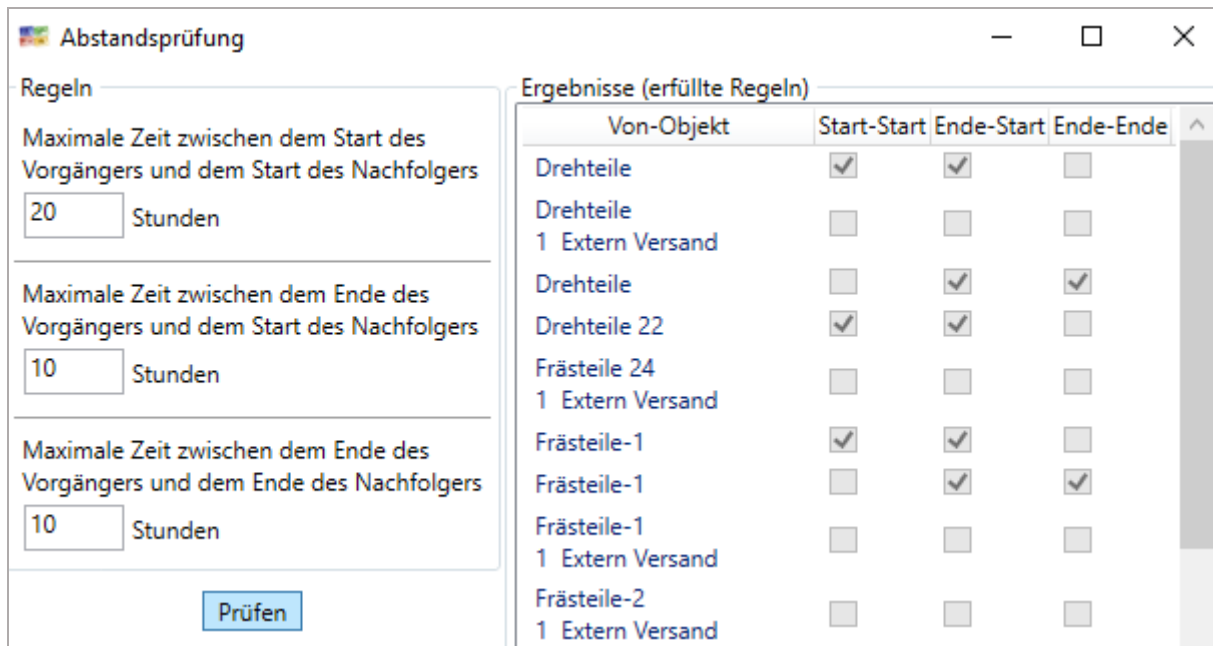 Abstandsprüfung
Regeln
Maximale Zeit zwischen dem Start des
Vorgängers und dem Start des Nachfolgers
20 Stunden
Maximale Zeit zwischen dem Ende des
Vorgängers und dem Start des Nachfolgers
10 Stunden
Maximale Zeit zwischen dem Ende des
Vorgängers und dem Ende des Nachfolgers
10 Stunden
Prüfen
Ergebnisse (erfüllte Regeln)
Von-Objekt Start-Start Ende-Start Ende-Ende
Drehteile
Drehteile
1 Extern Versand
Drehteile
Drehteile 22
Frästeile 24
1 Extern Versand
Frästeile-1
Frästeile-1
Frästeile-1
1 Extern Versand
Frästeile-2
1 Extern Versand